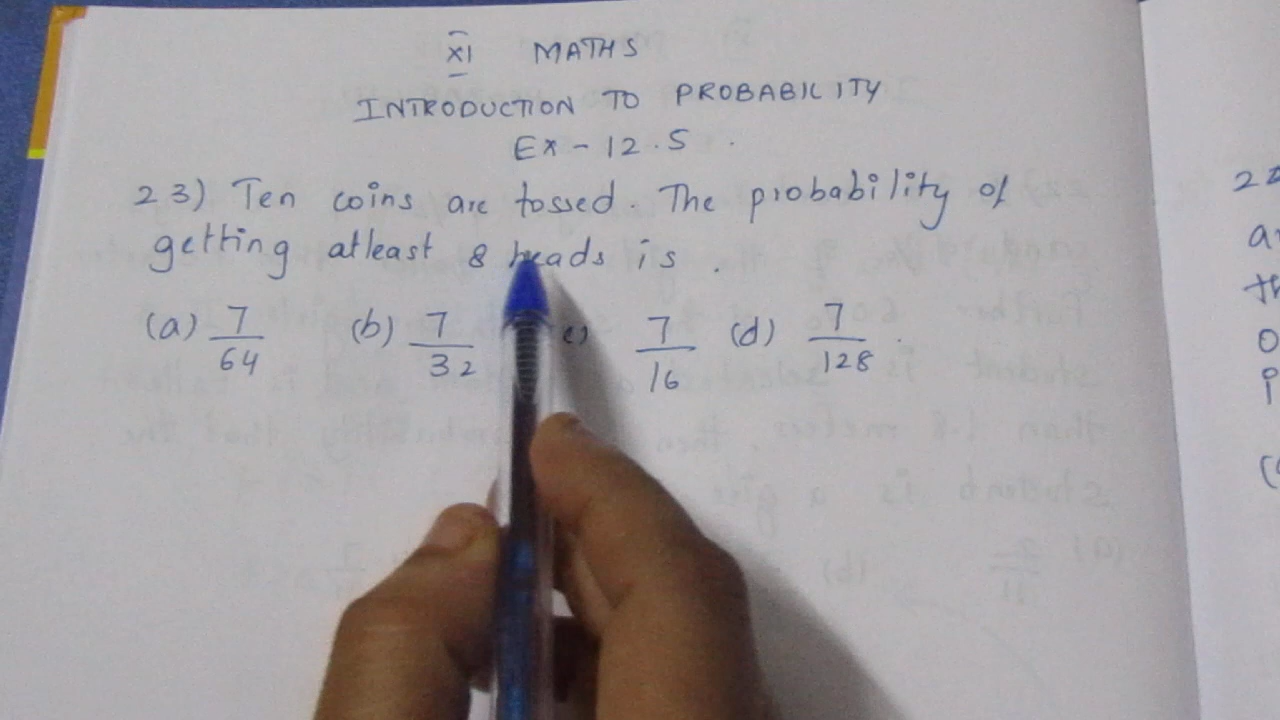 XI MATHS
INTRODUCTION TO PROBABILITY
Ex - 12.5.
23) Ten coins are tossed. The probability of
getting atleast 8 heads is.
(a) 7/64 (b) 7/32 c) 7/16 (d) 7/128.